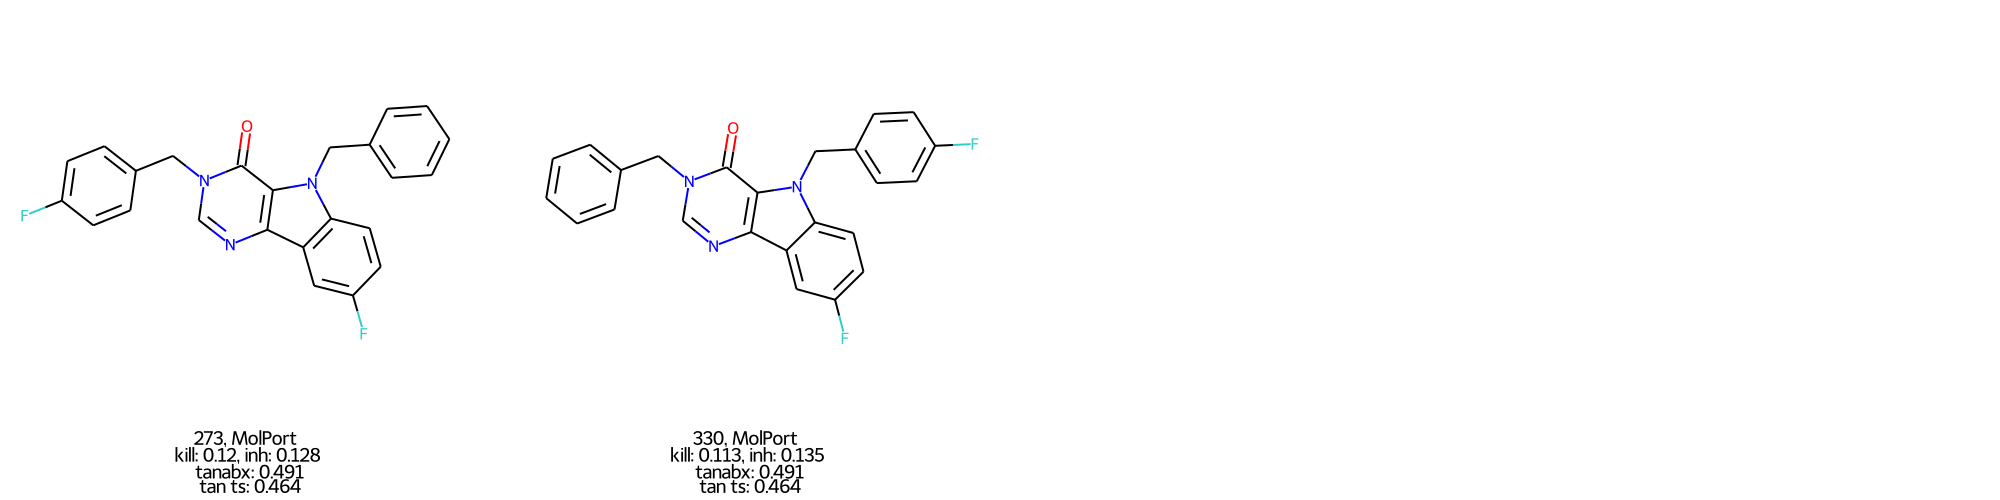 O
N
N
N
F
F
273, MolPort
kill: 0.12, inh: 0.128
tanabx: 0.491
tan ts: 0.464
O
F
N
N
N
F
330, MolPort
kill: 0.113, inh: 0.135
tanabx: 0.491
tan ts: 0.464